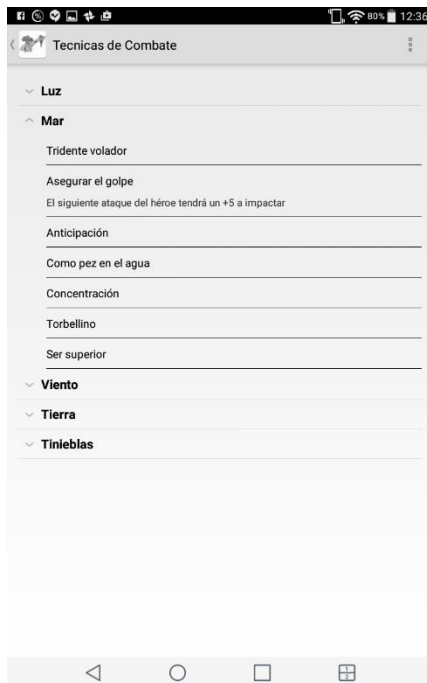 80% 12:36
Tecnicas de Combate
Luz
Mar
Tridente volador
Asegurar el golpe
El siguiente ataque del héroe tendrá un +5 a impactar
Anticipación
Como pez en el agua
Concentración
Torbellino
Ser superior
Viento
Tierra
Tinieblas